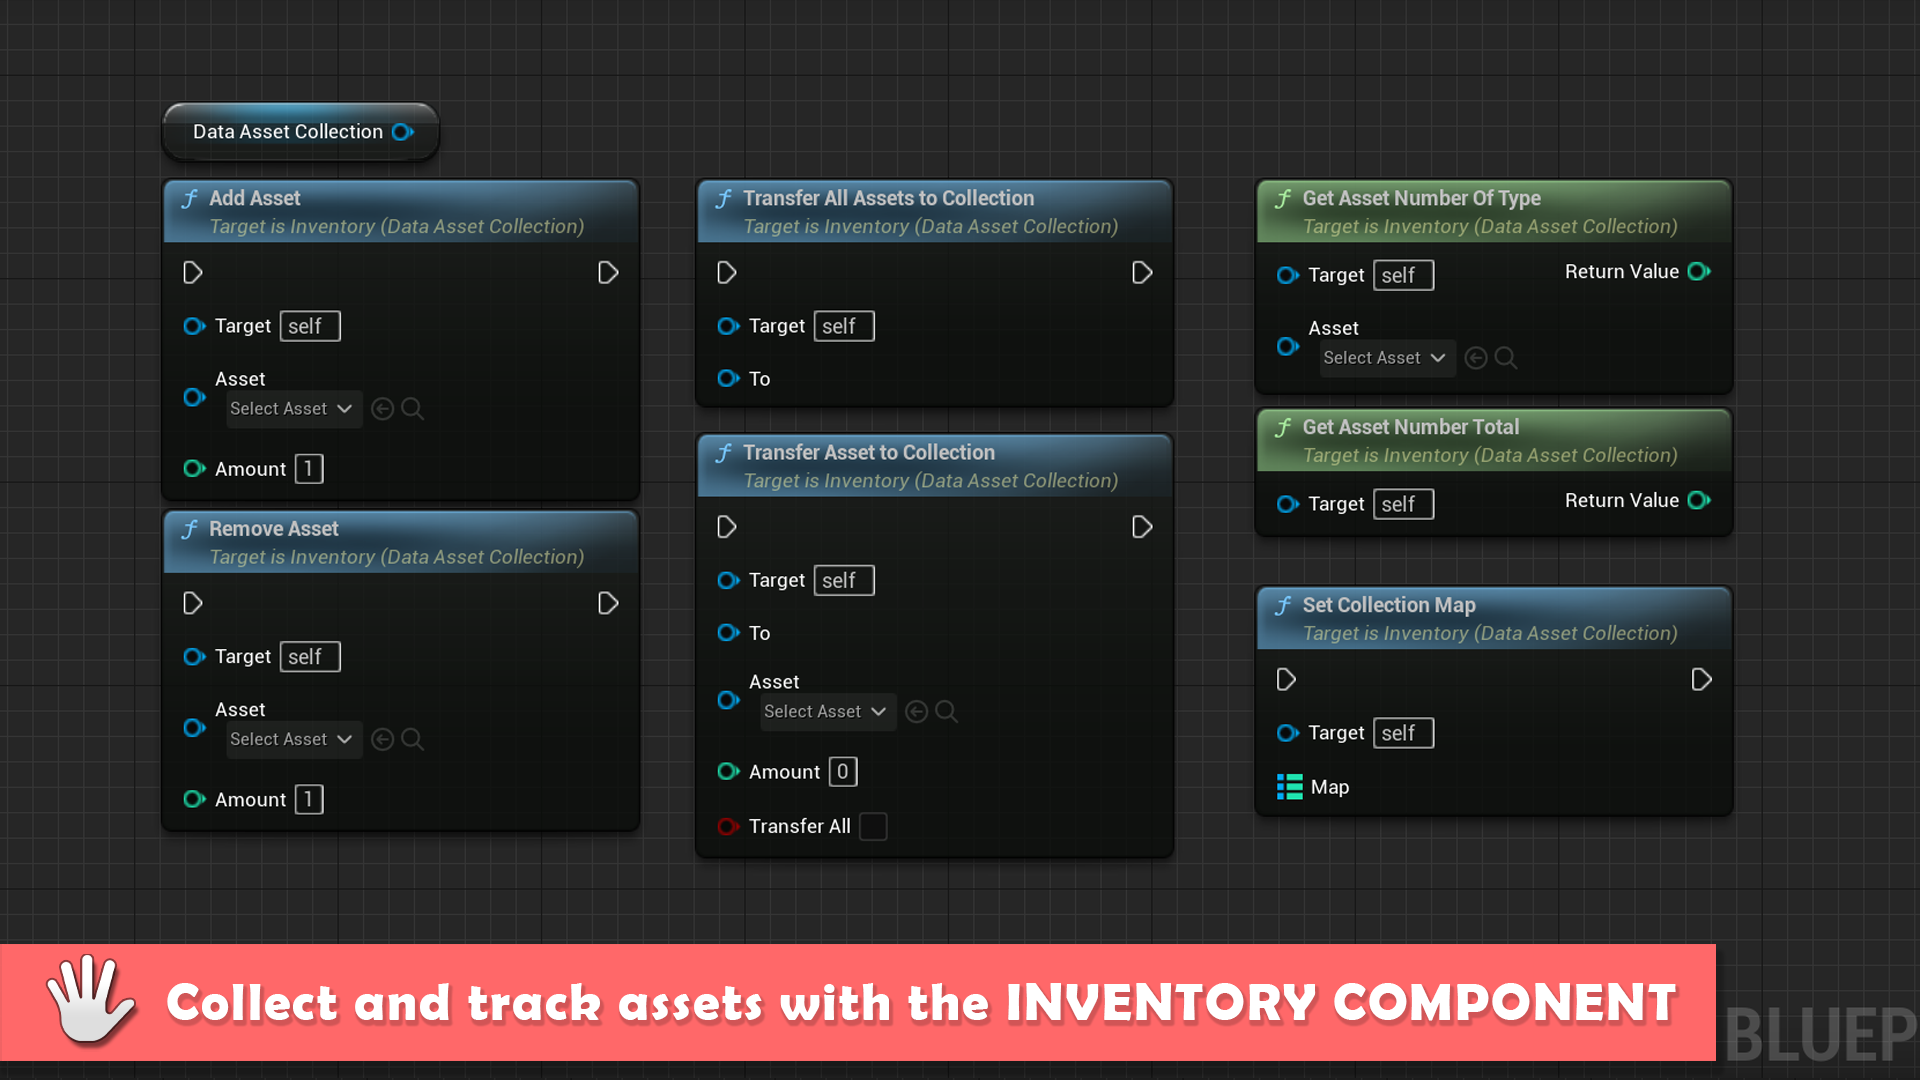 Data Asset Collection
Add Asset
Target is Inventory (Data Asset Collection)
Target self
Asset
Select Asset
Amount 1
Remove Asset
Target is Inventory (Data Asset Collection)
Target self
Asset
Select Asset
Amount 1
Transfer All Assets to Collection
Target is Inventory (Data Asset Collection)
Target self
To
Transfer Asset to Collection
Target is Inventory (Data Asset Collection)
Target self
To
Asset
Select Asset
Amount 0
Transfer All
Get Asset Number Of Type
Target is Inventory (Data Asset Collection)
Target self Return Value
Asset
Select Asset
Get Asset Number Total
Target is Inventory (Data Asset Collection)
Target self Return Value
Set Collection Map
Target is Inventory (Data Asset Collection)
Target self
Map
Collect and track assets with the INVENTORY COMPONENT
BLUEP